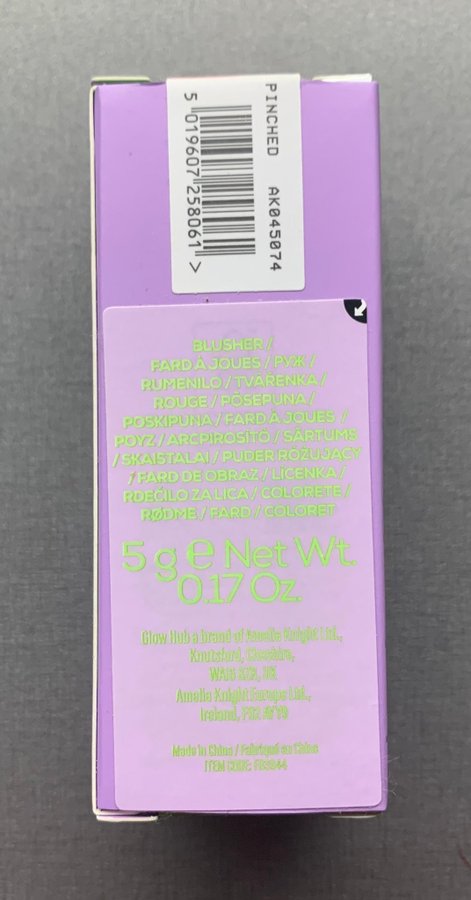 PINCHED AK045074
5 019607 258061 >
BLUSHER /
FARD À JOUES / РУЖ /
RUMENILO / TVÁŘENKA /
ROUGE / PÕSEPUNA /
POSKIPUNA / FARD À JOUES /
ΡΟΥΖ / ARCPIROSÍTÓ / SĀRTUMS
/ SKAISTALAI / PUDER RÓŻUJĄCY
/ FARD DE OBRAZ / LÍCENKA /
RDEČILO ZA LICA / COLORETE /
RØDME / FARD / COLORET
5 g e Net Wt.
0.17 Oz.
Glow Hub a brand of Amelia Knight Ltd.,
Knutsford, Cheshire,
Amelia Knight Europe Ltd.,
Ireland,
Made in China / Fabriqué en Chine
ITEM CODE: